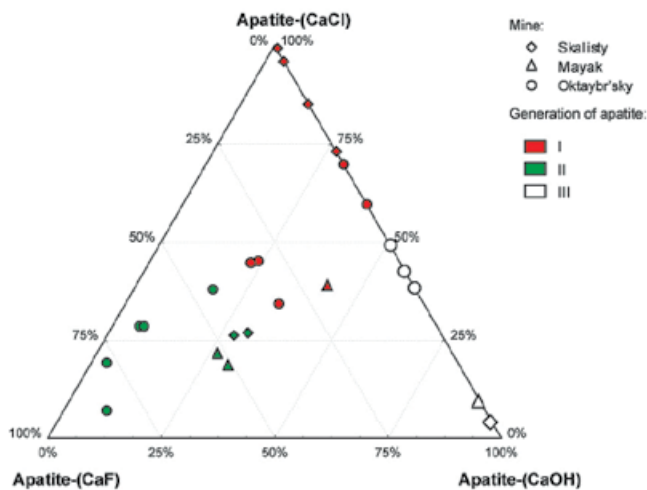 Apatite-(CaCl)
0% 100%
25% 75%
50% 50%
75% 25%
100% 0%
0% 25% 50% 75% 100%
Apatite-(CaF) Apatite-(CaOH)
Mine:
Skalisty
Mayak
Oktaybr'sky
Generation of apatite:
I
II
III